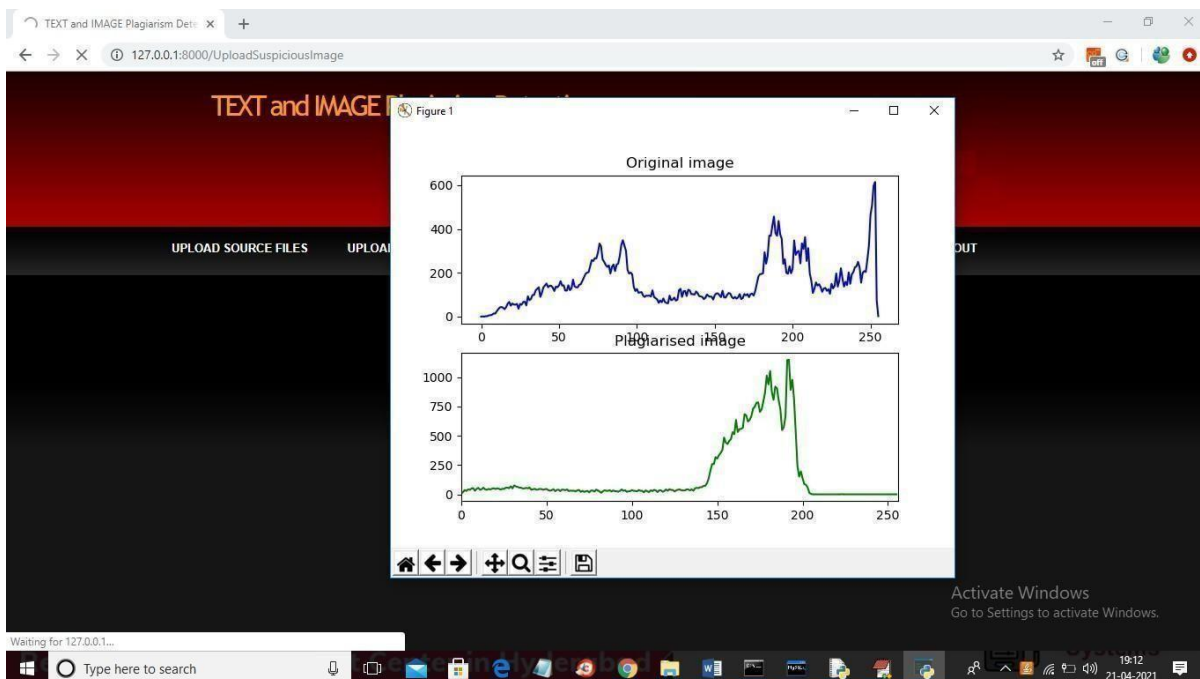 TEXT and IMAGE Plagiarism Dete
127.0.0.1:8000/UploadSuspiciousImage
off
TEXT and IMAGE
Figure 1
UPLOAD SOURCE FILES
UPLOA
OUT
Original image
600
400
200
0
0 50 100 150 200 250
Plagiarised image
1000
750
500
250
0
0 50 100 150 200 250
Activate Windows
Go to Settings to activate Windows.
Waiting for 127.0.0.1...
Type here to search
19:12
21-04-2021